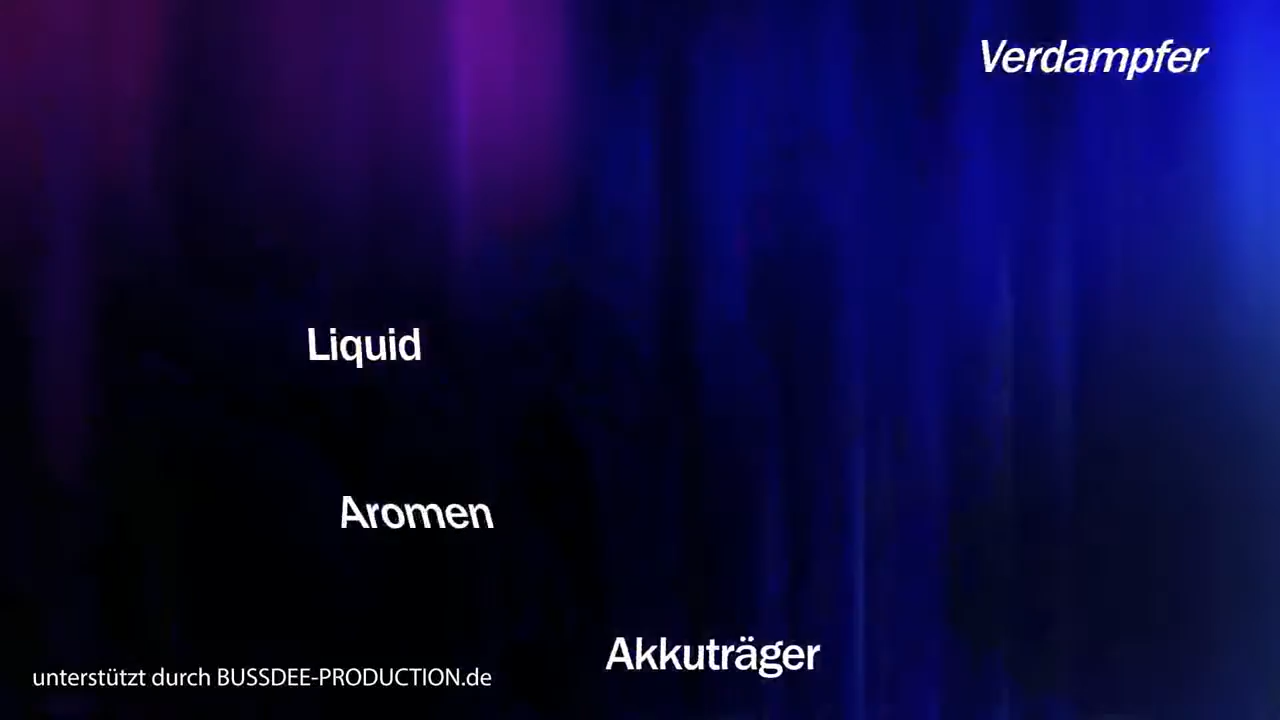 Verdampfer
Liquid
Aromen
Akkuträger
unterstützt durch BUSSDEE-PRODUCTION.de